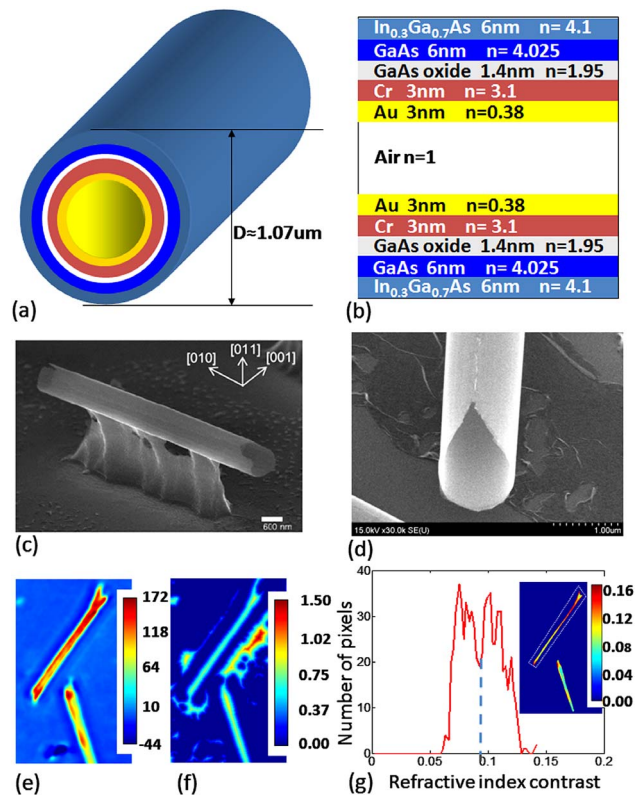 D≈1.07um
(a)
In0.3Ga0.7As 6nm n= 4.1
GaAs 6nm n= 4.025
GaAs oxide 1.4nm n=1.95
Cr 3nm n= 3.1
Au 3nm n=0.38
Air n=1
Au 3nm n=0.38
Cr 3nm n= 3.1
GaAs oxide 1.4nm n=1.95
GaAs 6nm n= 4.025
In0.3Ga0.7As 6nm n= 4.1
(b)
[010]
[011]
[001]
600 nm
(c)
15.0kV x30.0k SE(U)
1.00um
(d)
172
118
64
10
-44
(e)
1.50
1.02
0.75
0.37
0.00
(f)
Number of pixels
40
30
20
10
0
0.05
0.1
0.15
0.2
Refractive index contrast
0.16
0.12
0.08
0.04
0.00
(g)